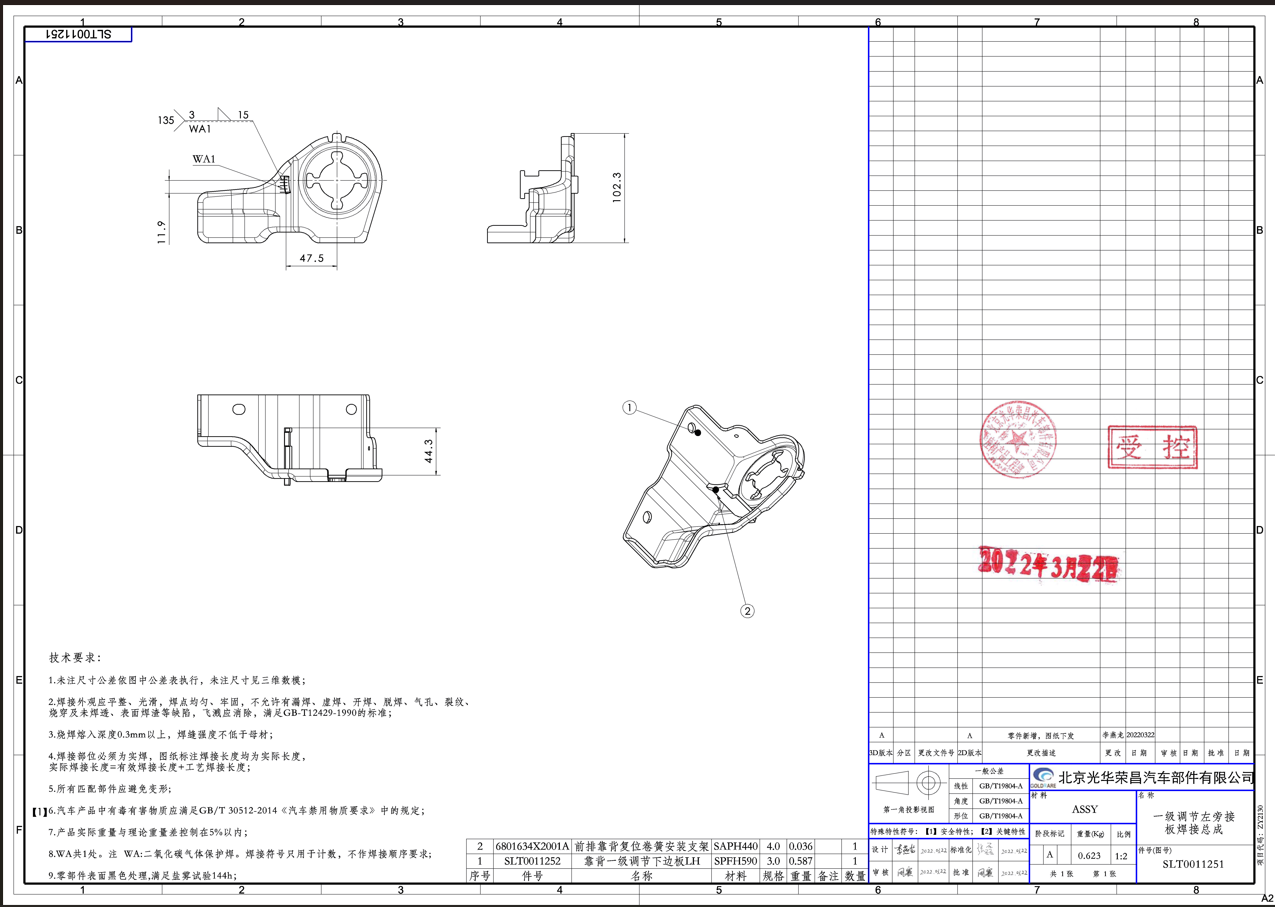 1 2 3 4 5 6 7 8
SLT0011251
A
B
C
D
E
F
A
B
C
D
E
F
135 3 15
WA1
WA1
11.9
47.5
102.3
44.3
1
2
受 控
2022年3月22日
技术要求：
1.未注尺寸公差依图中公差表执行，未注尺寸见三维数模；
2.焊接外观应平整、光滑，焊点均匀、牢固，不允许有漏焊、虚焊、开焊、脱焊、气孔、裂纹、
烧穿及未焊透、表面焊渣等缺陷，飞溅应消除，满足GB-T12429-1990的标准；
3.烧焊熔入深度0.3mm以上，焊缝强度不低于母材；
4.焊接部位必须为实焊，图纸标注焊接长度均为实际长度，
实际焊接长度=有效焊接长度+工艺焊接长度；
5.所有匹配部件应避免变形；
【1】6.汽车产品中有毒有害物质应满足GB/T 30512-2014《汽车禁用物质要求》中的规定；
7.产品实际重量与理论重量差控制在5%以内；
8.WA共1处。注 WA:二氧化碳气体保护焊。焊接符号只用于计数，不作焊接顺序要求；
9.零部件表面黑色处理,满足盐雾试验144h；
2 6801634X2001A 前排靠背复位卷簧安装支架 SAPH440 4.0 0.036 1
1 SLT0011252 靠背一级调节下边板LH SPFH590 3.0 0.587 1
序号 件号 名称 材料 规格 重量 备注 数量
A A 零件新增，图纸下发 李燕龙 20220322
3D版本 分区 更改文件号 2D版本 更改描述 更改 日期 审核 日期 批准 日期
第一角投影视图
一般公差
线性 GB/T19804-A
角度 GB/T19804-A
形位 GB/T19804-A
特殊特性符号：【1】安全特性；【2】关键特性
设计 2022.03.22 标准化 2022.03.22
审核 2022.03.22 批准 2022.03.22
GOLDRARE
北京光华荣昌汽车部件有限公司
材料
ASSY
名称
一级调节左旁接
板焊接总成
阶段标记 重量(Kg) 比例
A 0.623 1:2
共 1 张 第 1 张
件号(图号)
SLT0011251
项目代号：ZY2130
1 2 3 4 5 6 7 8
A2